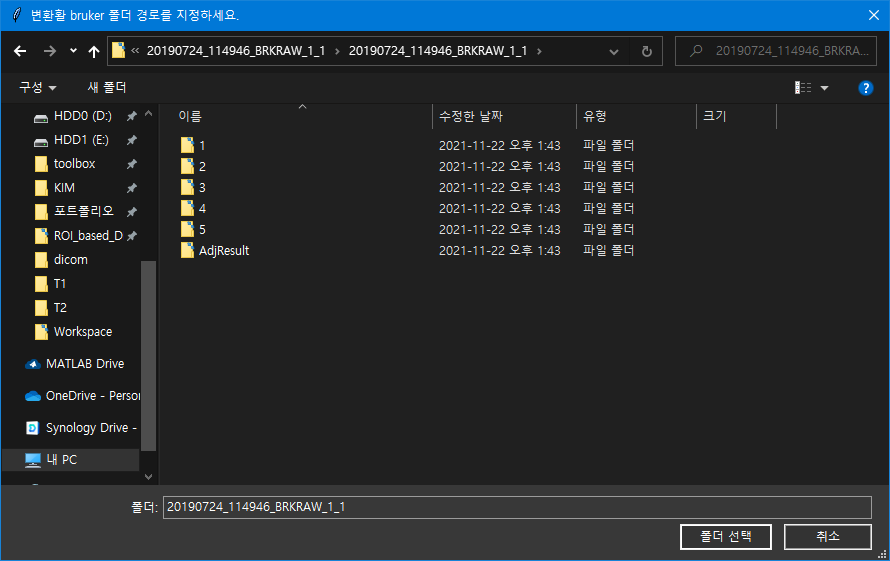 변환활 bruker 폴더 경로를 지정하세요.
« 20190724_114946_BRKRAW_1_1 › 20190724_114946_BRKRAW_1_1 ›
20190724_114946_BRKRA...
구성 새 폴더
HDD0 (D:)
HDD1 (E:)
toolbox
KIM
포트폴리오
ROI_based_D
dicom
T1
T2
Workspace
MATLAB Drive
OneDrive - Person
Synology Drive -
내 PC
이름 수정한 날짜 유형 크기
1 2021-11-22 오후 1:43 파일 폴더
2 2021-11-22 오후 1:43 파일 폴더
3 2021-11-22 오후 1:43 파일 폴더
4 2021-11-22 오후 1:43 파일 폴더
5 2021-11-22 오후 1:43 파일 폴더
AdjResult 2021-11-22 오후 1:43 파일 폴더
폴더: 20190724_114946_BRKRAW_1_1
폴더 선택 취소